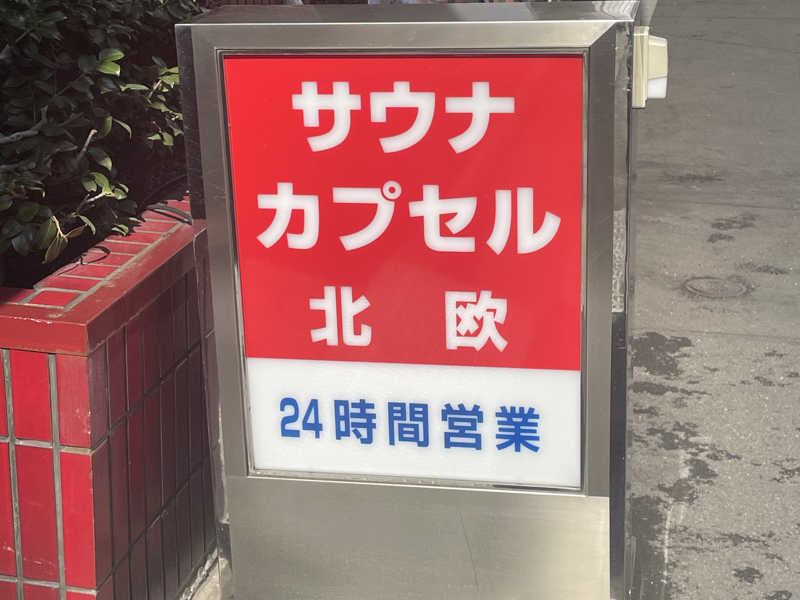 サウナ
カプセル
北欧
24時間営業